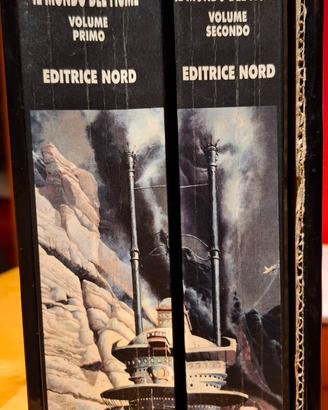 IL MONDO DEL FIUME
VOLUME
PRIMO
EDITRICE NORD
VOLUME
SECONDO
EDITRICE NORD